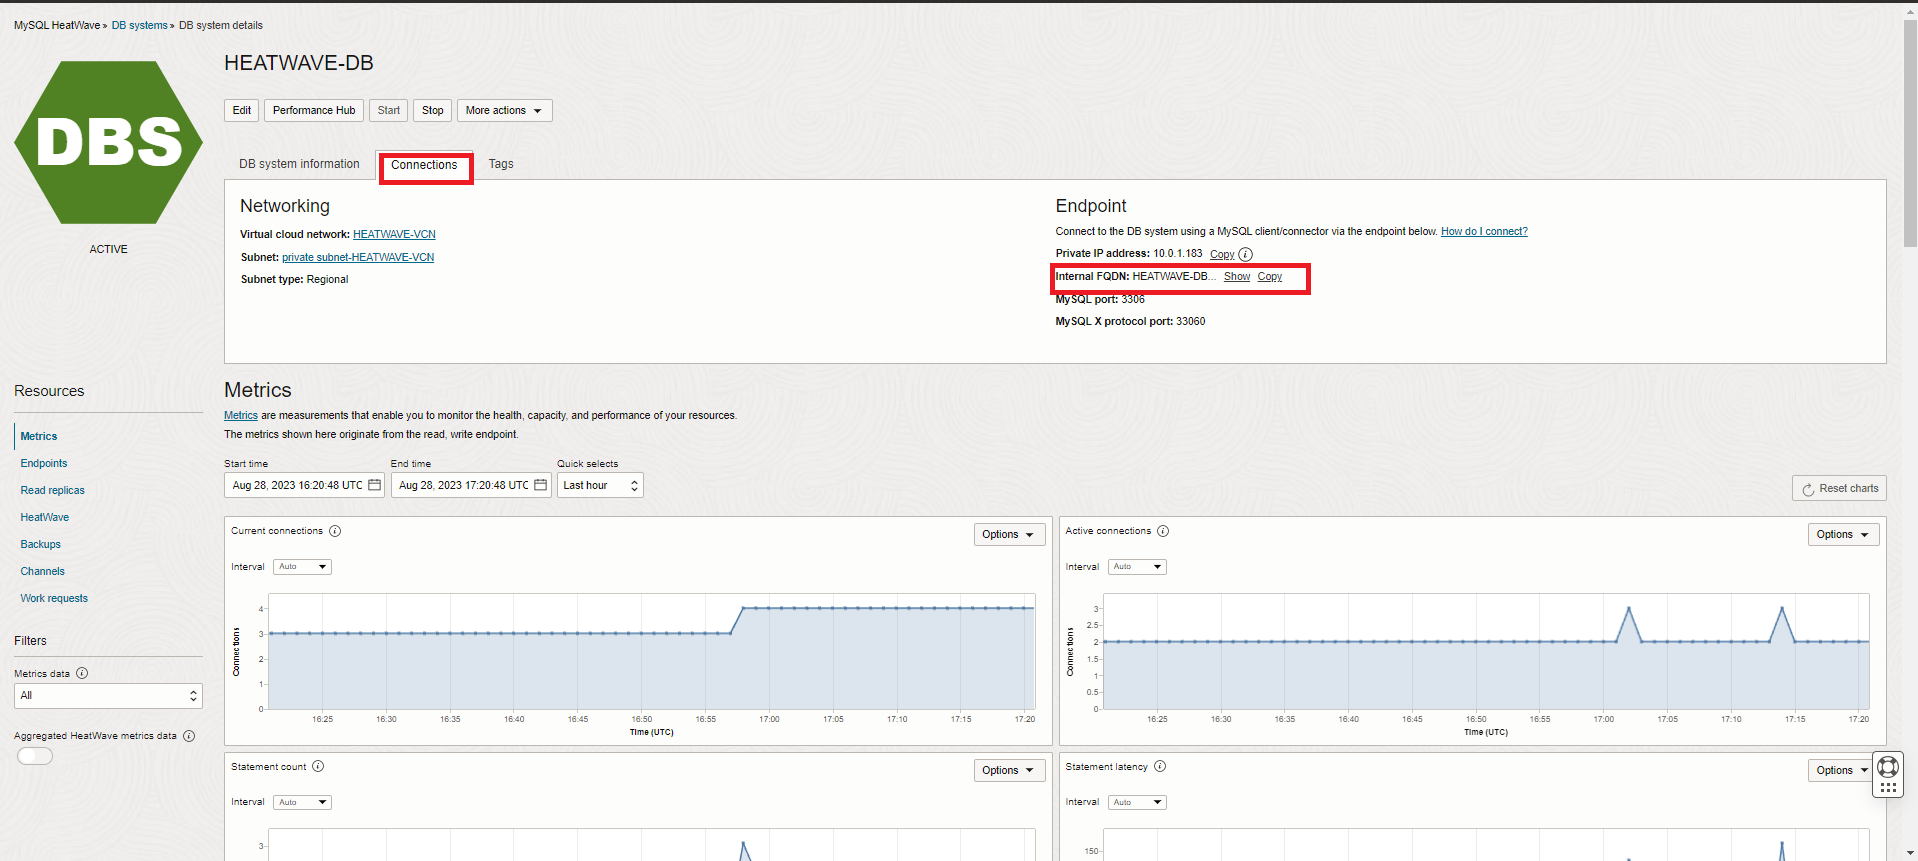 MySQL HeatWave » DB systems » DB system details
DBS
ACTIVE
HEATWAVE-DB
Edit Performance Hub Start Stop More actions
DB system information Connections Tags
Networking
Virtual cloud network: HEATWAVE-VCN
Subnet: private subnet-HEATWAVE-VCN
Subnet type: Regional
Endpoint
Connect to the DB system using a MySQL client/connector via the endpoint below. How do I connect?
Private IP address: 10.0.1.183 Copy
Internal FQDN: HEATWAVE-DB... Show Copy
MySQL port: 3306
MySQL X protocol port: 33060
Resources
Metrics
Endpoints
Read replicas
HeatWave
Backups
Channels
Work requests
Filters
Metrics data
All
Aggregated HeatWave metrics data
Metrics
Metrics are measurements that enable you to monitor the health, capacity, and performance of your resources.
The metrics shown here originate from the read, write endpoint.
Start time End time Quick selects
Aug 28, 2023 16:20:48 UTC Aug 28, 2023 17:20:48 UTC Last hour
Reset charts
Current connections
Options
Interval Auto
Connections
4
3
2
1
0
16:25 16:30 16:35 16:40 16:45 16:50 16:55 17:00 17:05 17:10 17:15 17:20
Time (UTC)
Active connections
Options
Interval Auto
Connections
3
2.5
2
1.5
1
0.5
0
16:25 16:30 16:35 16:40 16:45 16:50 16:55 17:00 17:05 17:10 17:15 17:20
Time (UTC)
Statement count
Options
Interval Auto
3
Statement latency
Options
Interval Auto
150